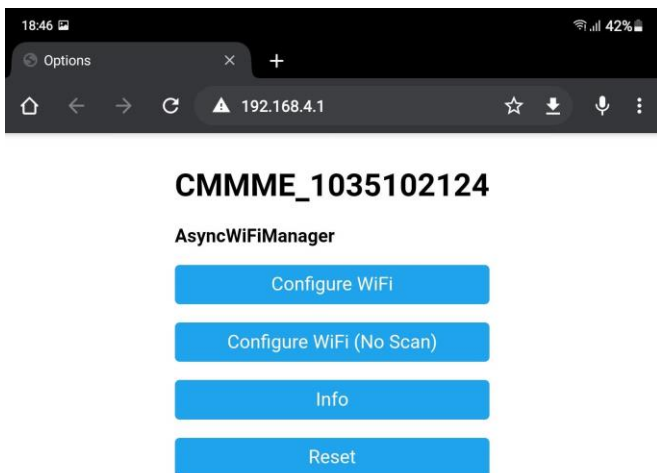 18:46 42%
Options
192.168.4.1
CMMME_1035102124
AsyncWiFiManager
Configure WiFi
Configure WiFi (No Scan)
Info
Reset